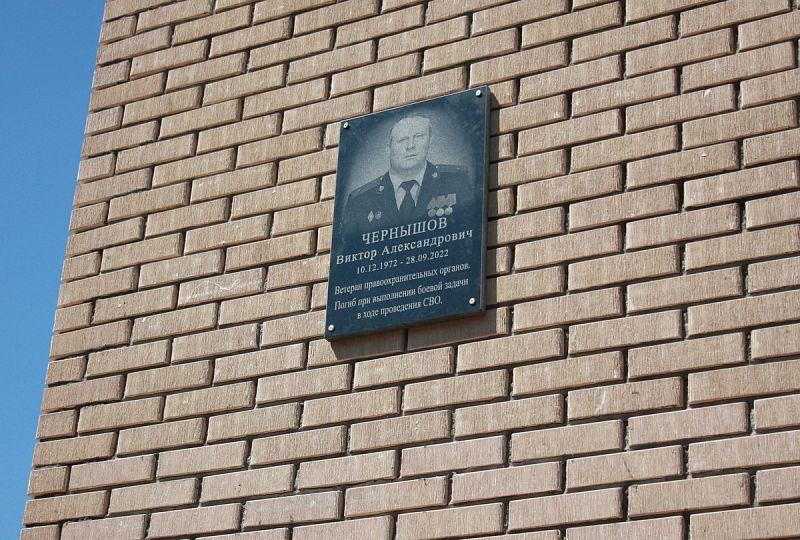 ЧЕРНЫШОВ
Виктор Александрович
10.12.1972 - 28.09.2022
Ветеран правоохранительных органов.
Погиб при выполнении боевой задачи
в ходе проведения СВО.